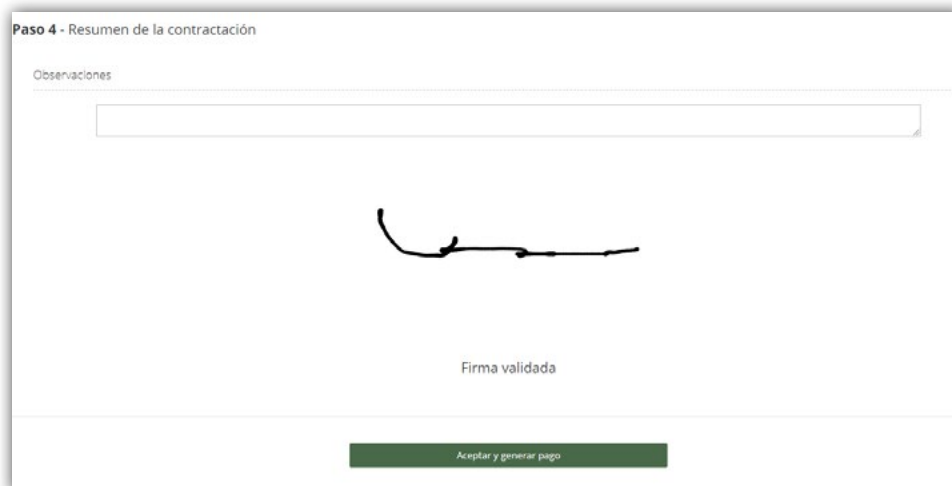 Paso 4 - Resumen de la contractación
Observaciones
Firma validada
Aceptar y generar pago